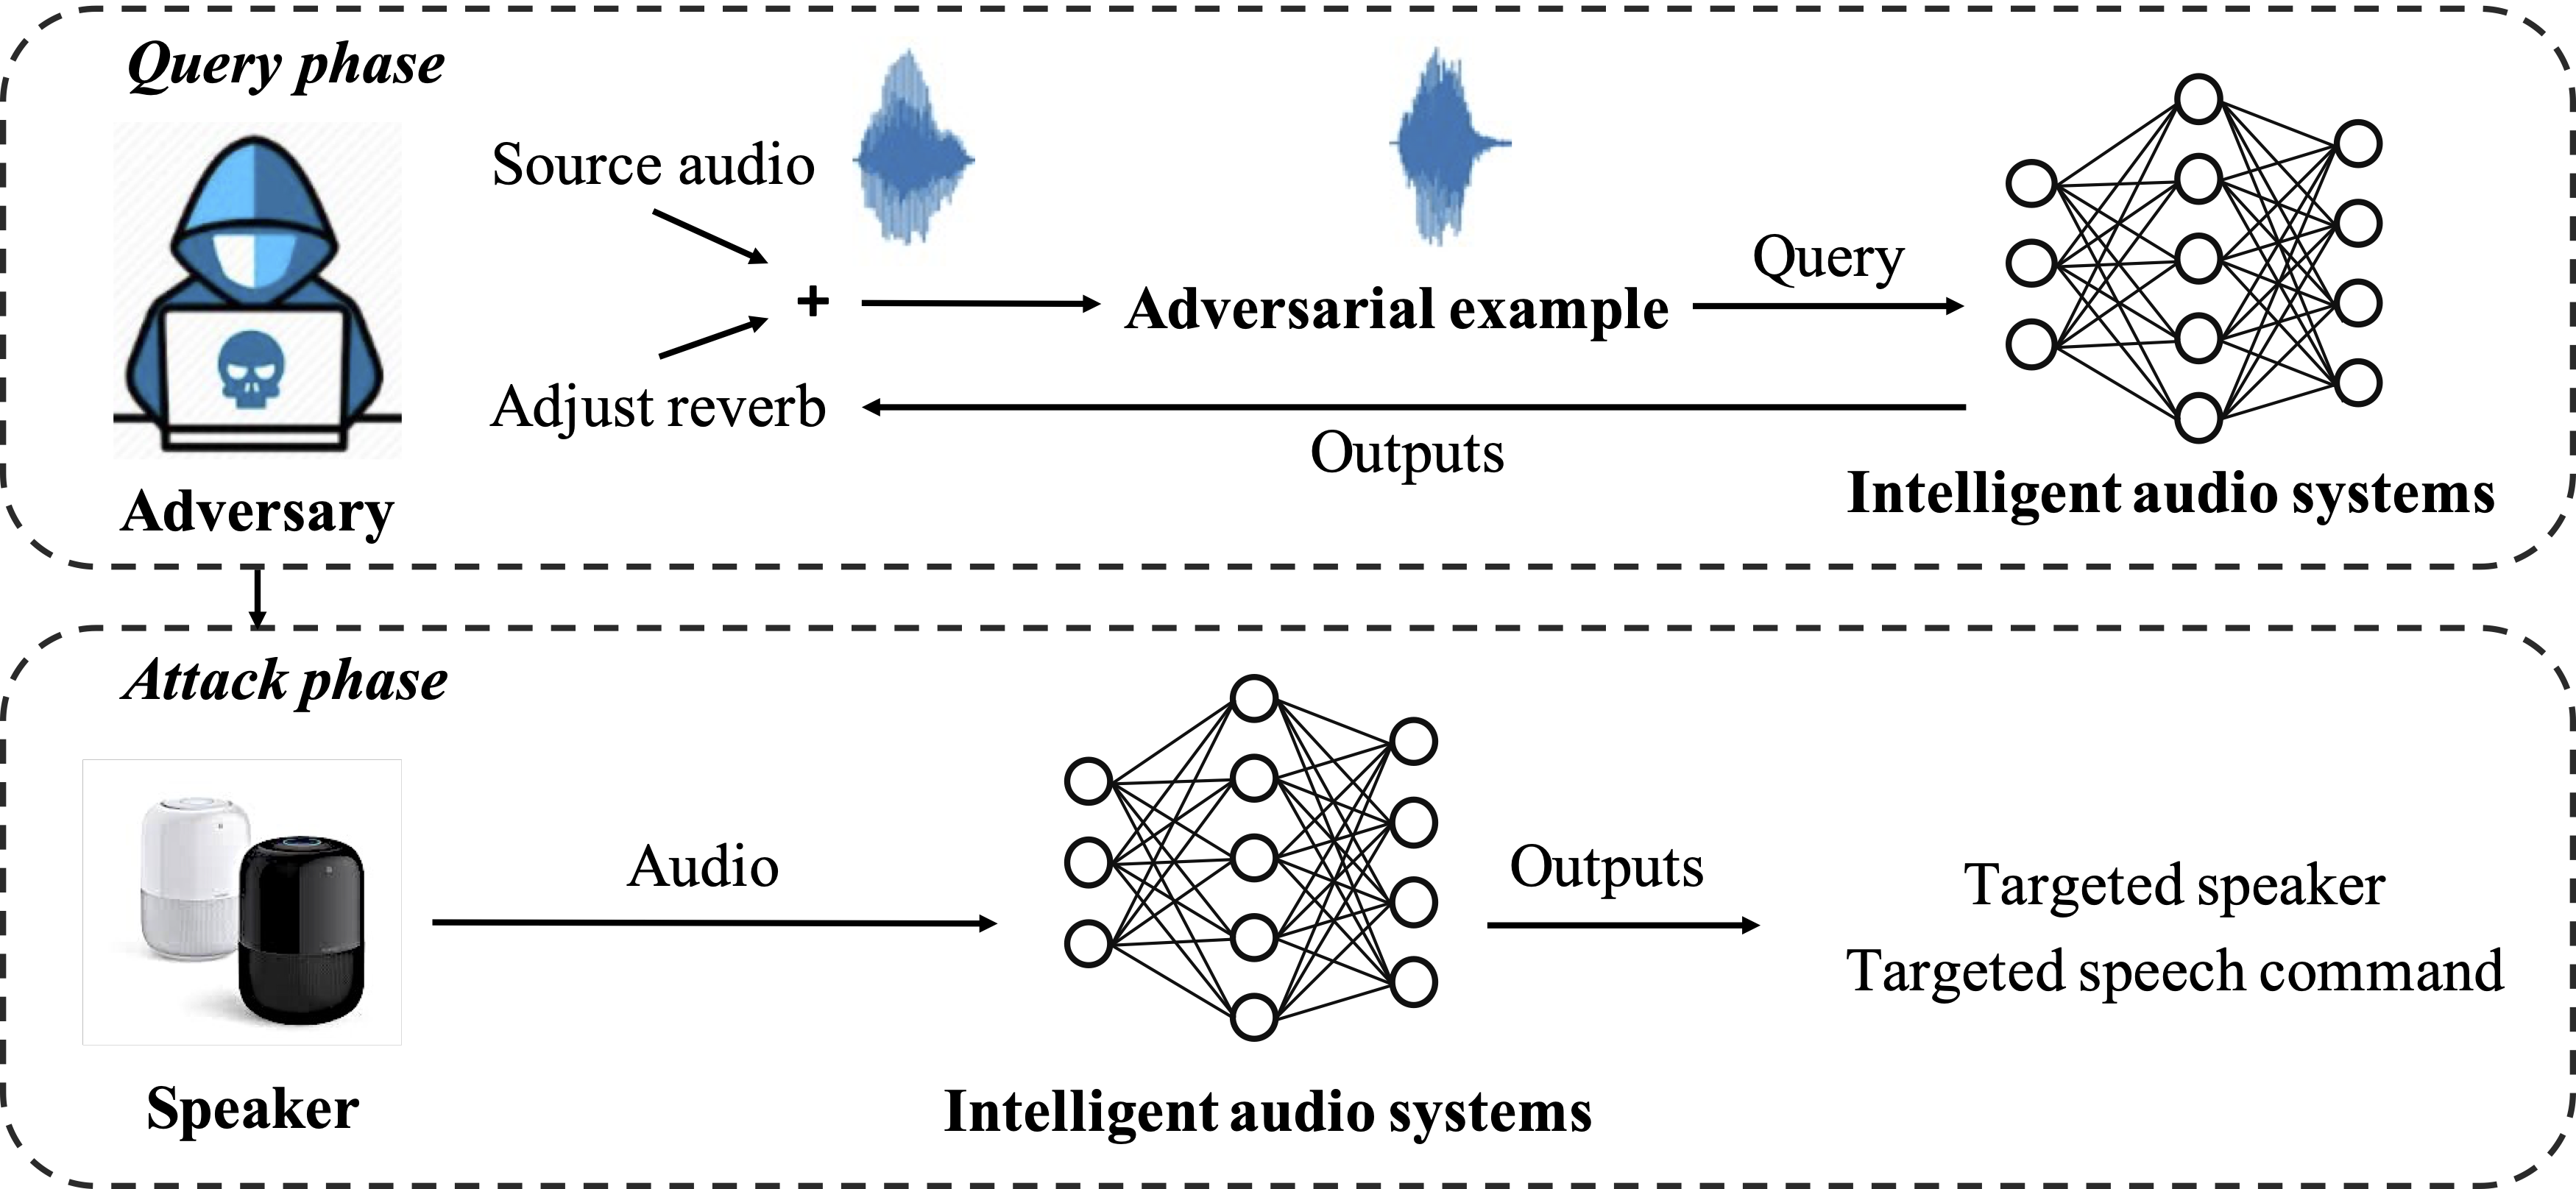 Query phase
Source audio
+
Adversarial example
Query
Adjust reverb
Outputs
Adversary
Intelligent audio systems
Attack phase
Audio
Outputs
Targeted speaker
Targeted speech command
Speaker
Intelligent audio systems